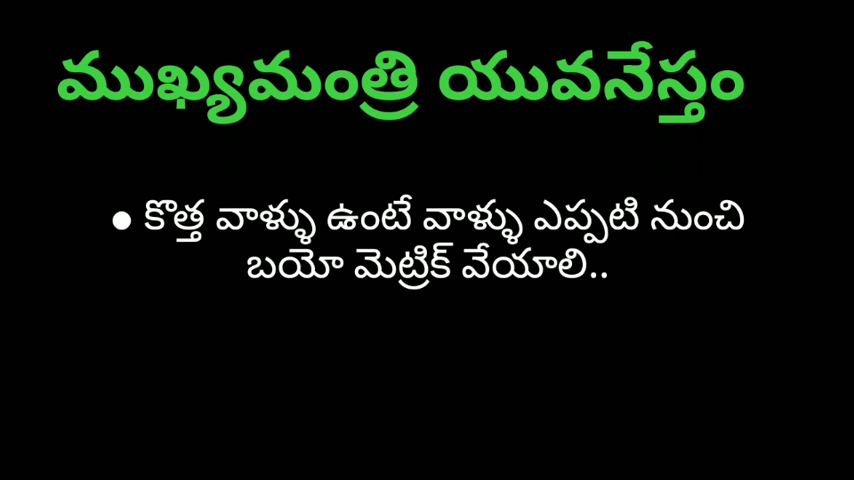 ముఖ్యమంత్రి యువనేస్తం
• కొత్త వాళ్ళు ఉంటే వాళ్ళు ఎప్పటి నుంచి
బయో మెట్రిక్ వేయాలి..